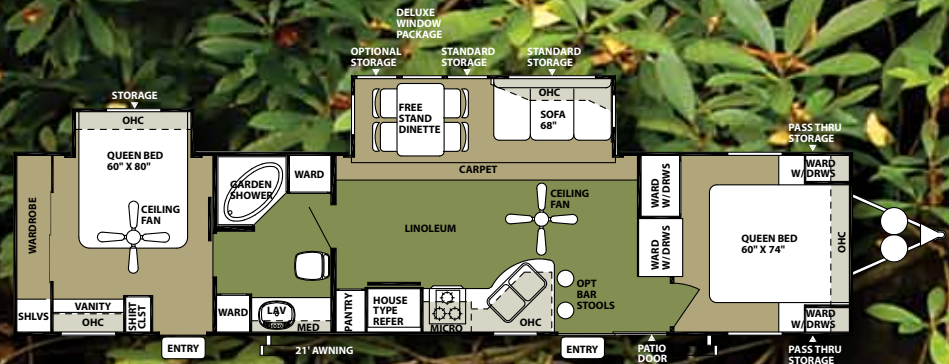 DELUXE
WINDOW
PACKAGE
OPTIONAL
STORAGE
STANDARD
STORAGE
STANDARD
STORAGE
STORAGE
OHC
QUEEN BED
60" X 80"
CEILING
FAN
WARDROBE
SHLVS
VANITY
OHC
SHIRT
CLST
ENTRY
GARDEN
SHOWER
WARD
WARD
LAV
MED
21' AWNING
FREE
STAND
DINETTE
OHC
SOFA
68"
CARPET
LINOLEUM
CEILING
FAN
PANTRY
HOUSE
TYPE
REFER
MICRO
OHC
OPT
BAR
STOOLS
ENTRY
WARD
W/ DRWS
WARD
W/ DRWS
PATIO
DOOR
PASS THRU
STORAGE
WARD
W/ DRWS
QUEEN BED
60" X 74"
OHC
WARD
W/ DRWS
PASS THRU
STORAGE